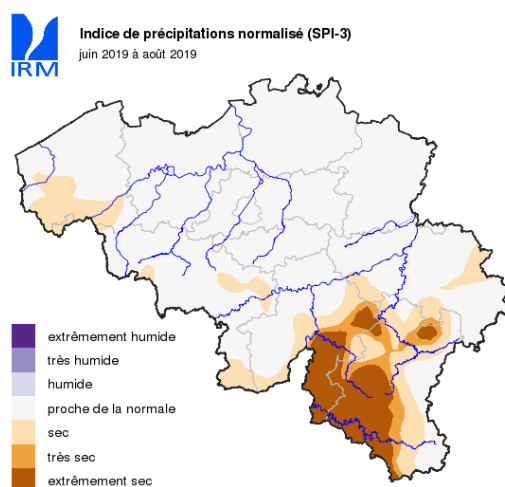 Indice de précipitations normalisé (SPI-3)
juin 2019 à août 2019
IRM
extrêmement humide
très humide
humide
proche de la normale
sec
très sec
extrêmement sec